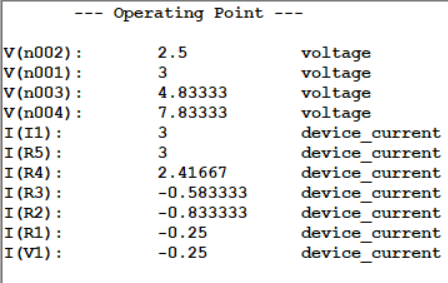 --- Operating Point ---
V(n002): 2.5 voltage
V(n001): 3 voltage
V(n003): 4.83333 voltage
V(n004): 7.83333 voltage
I(I1): 3 device_current
I(R5): 3 device_current
I(R4): 2.41667 device_current
I(R3): -0.583333 device_current
I(R2): -0.833333 device_current
I(R1): -0.25 device_current
I(V1): -0.25 device_current